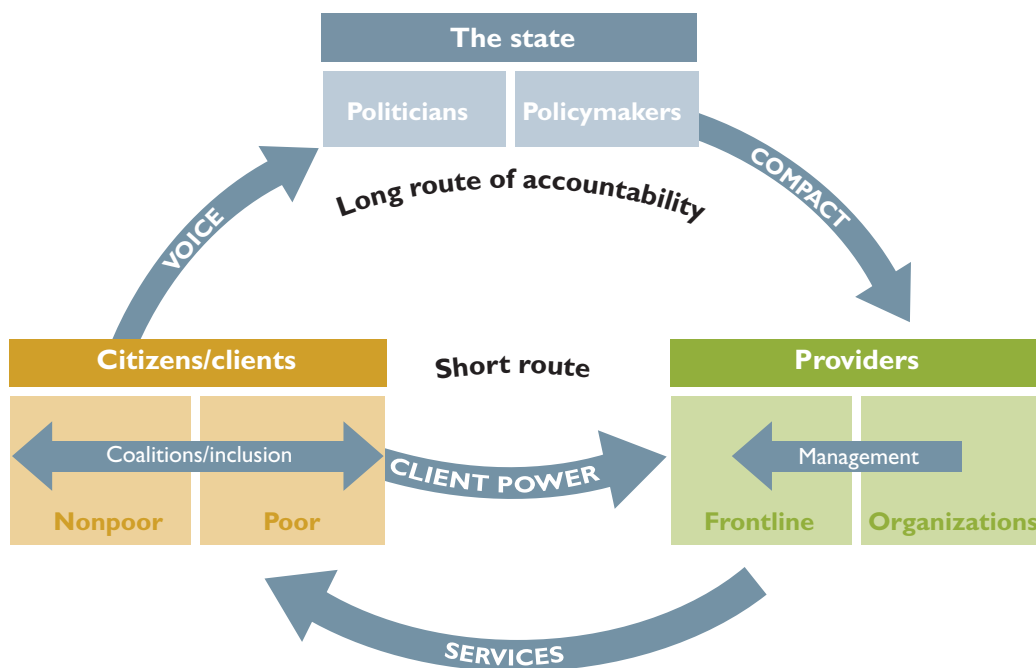 The state
Politicians
Policymakers
Long route of accountability
VOICE
COMPACT
Citizens/clients
Short route
Providers
Coalitions/inclusion
Nonpoor
Poor
CLIENT POWER
Management
Frontline
Organizations
SERVICES